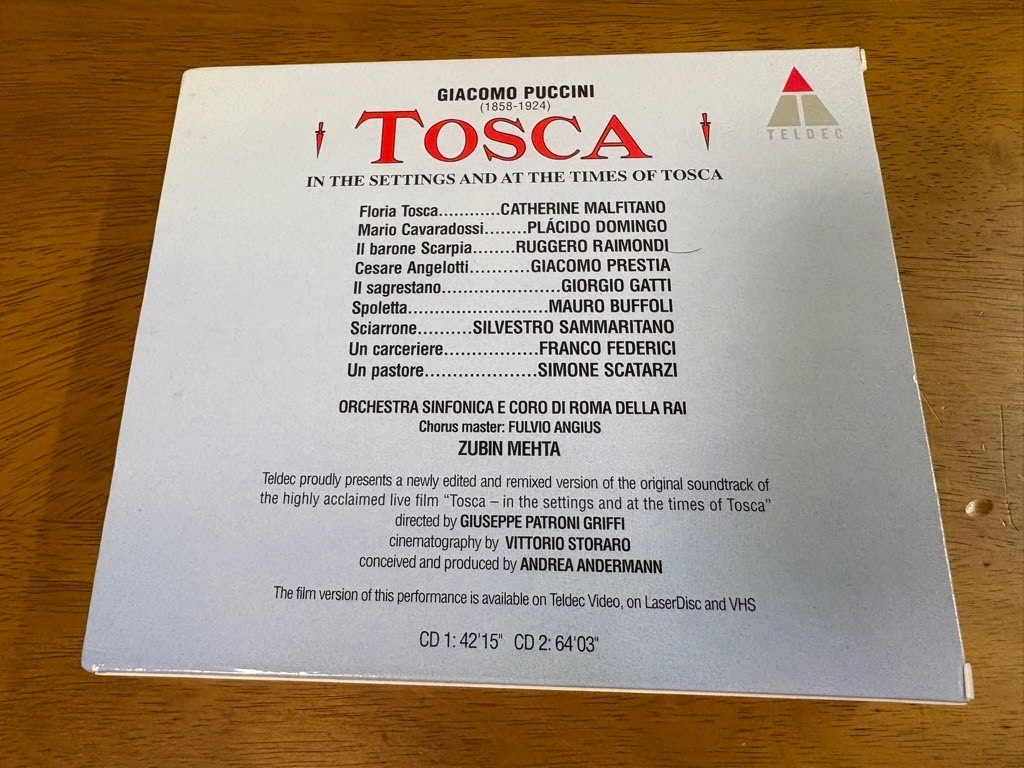 GIACOMO PUCCINI
(1858-1924)
TOSCA
TELDEC
IN THE SETTINGS AND AT THE TIMES OF TOSCA
Floria Tosca............CATHERINE MALFITANO
Mario Cavaradossi........PLÁCIDO DOMINGO
Il barone Scarpia........RUGGERO RAIMONDI
Cesare Angelotti...........GIACOMO PRESTIA
Il sagrestano.......................GIORGIO GATTI
Spoletta...........................MAURO BUFFOLI
Sciarrone..........SILVESTRO SAMMARITANO
Un carceriere.................FRANCO FEDERICI
Un pastore....................SIMONE SCATARZI
ORCHESTRA SINFONICA E CORO DI ROMA DELLA RAI
Chorus master: FULVIO ANGIUS
ZUBIN MEHTA
Teldec proudly presents a newly edited and remixed version of the original soundtrack of
the highly acclaimed live film "Tosca – in the settings and at the times of Tosca"
directed by GIUSEPPE PATRONI GRIFFI
cinematography by VITTORIO STORARO
conceived and produced by ANDREA ANDERMANN
The film version of this performance is available on Teldec Video, on LaserDisc and VHS
CD 1: 42'15" CD 2: 64'03"